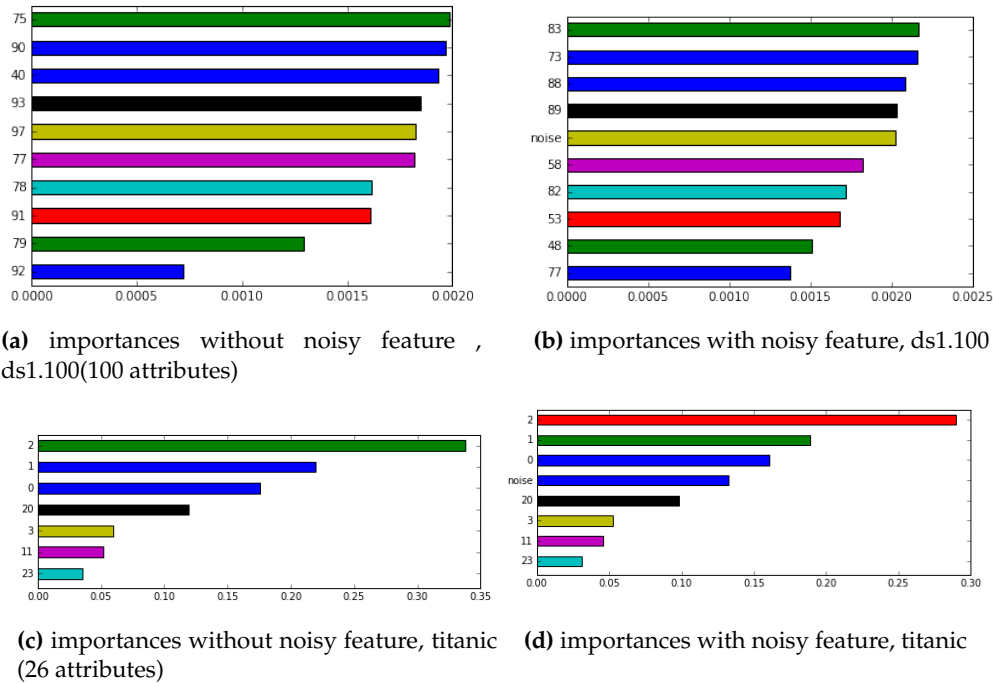 75
90
40
93
97
77
78
91
79
92
0.0000 0.0005 0.0010 0.0015 0.0020
(a) importances without noisy feature ,
ds1.100(100 attributes)
83
73
88
89
noise
58
82
53
48
77
0.0000 0.0005 0.0010 0.0015 0.0020 0.0025
(b) importances with noisy feature, ds1.100
2
1
0
20
3
11
23
0.00 0.05 0.10 0.15 0.20 0.25 0.30 0.35
(c) importances without noisy feature, titanic
(26 attributes)
2
1
0
noise
20
3
11
23
0.00 0.05 0.10 0.15 0.20 0.25 0.30
(d) importances with noisy feature, titanic